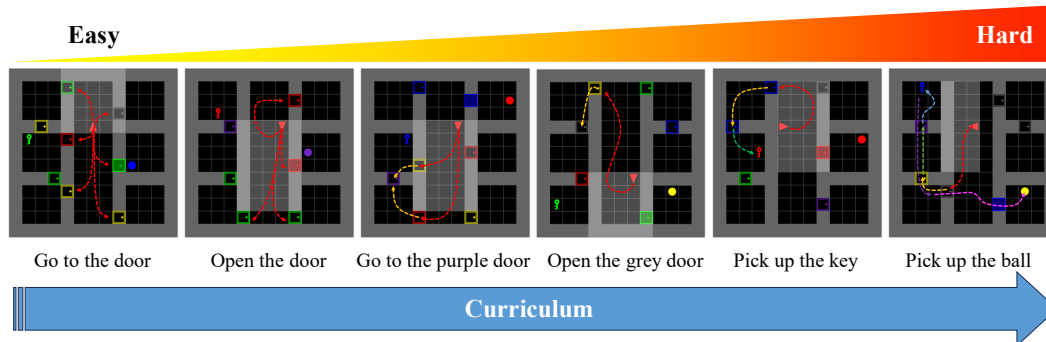 Easy
Hard
Go to the door
Open the door
Go to the purple door
Open the grey door
Pick up the key
Pick up the ball
Curriculum